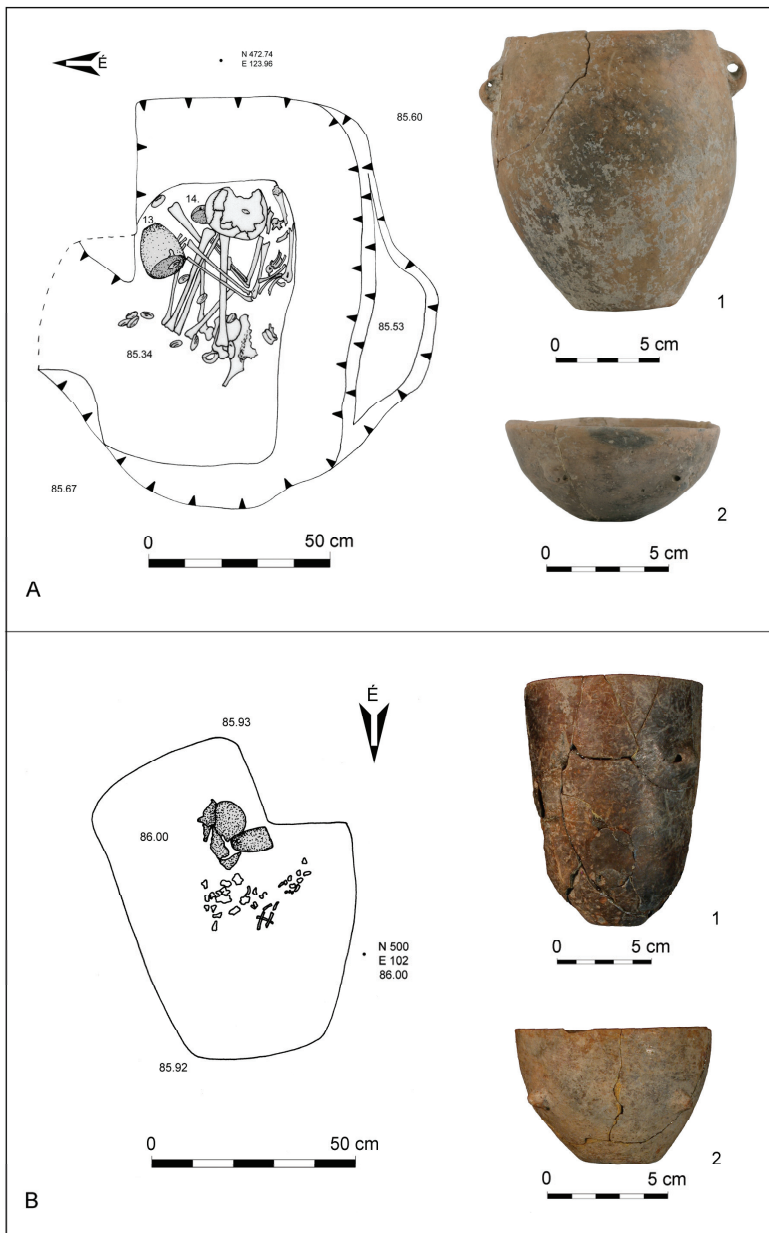 É
N 472.74
E 123.96
85.60
14.
13.
85.53
85.34
85.67
0 50 cm
A
1
0 5 cm
2
0 5 cm
É
85.93
86.00
N 500
E 102
86.00
85.92
0 50 cm
B
1
0 5 cm
2
0 5 cm